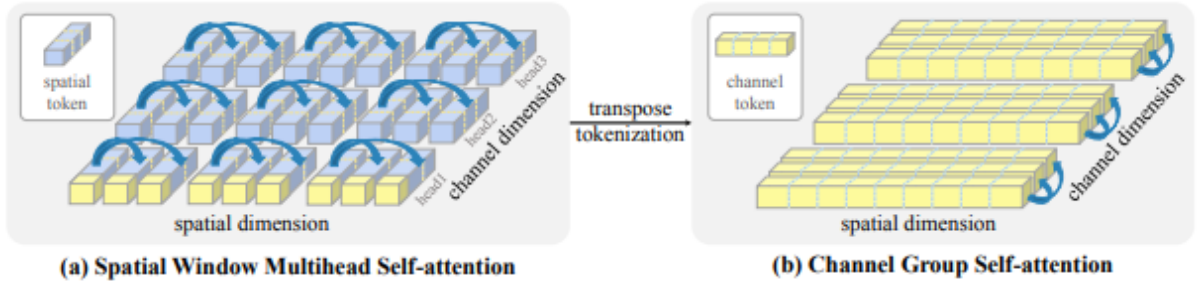 spatial
token
head3
head2
head1
channel dimension
spatial dimension
(a) Spatial Window Multihead Self-attention
transpose
tokenization
channel
token
channel dimension
spatial dimension
(b) Channel Group Self-attention